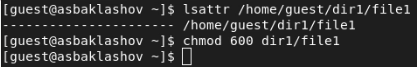 [guest@asbaklashov ~]$ lsattr /home/guest/dir1/file1
---------------------- /home/guest/dir1/file1
[guest@asbaklashov ~]$ chmod 600 dir1/file1
[guest@asbaklashov ~]$